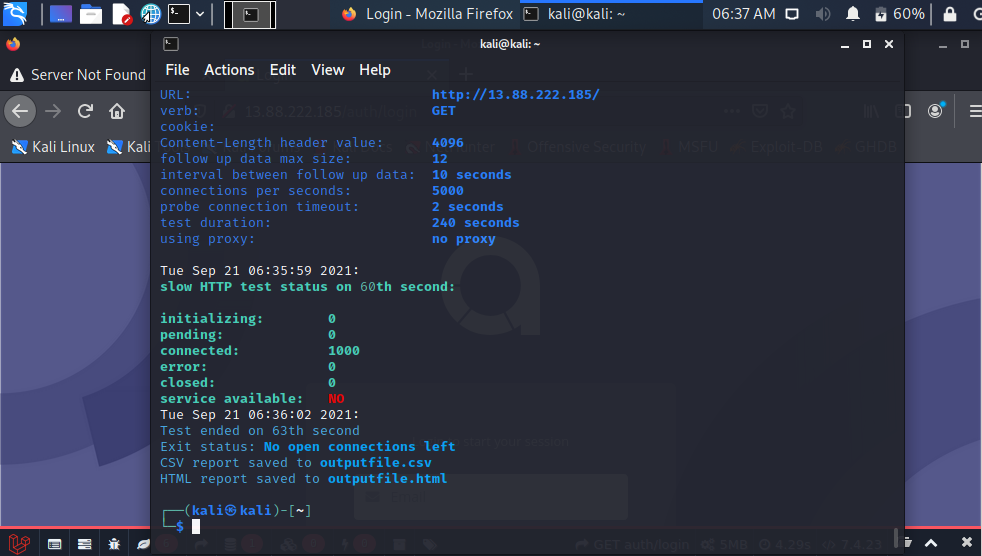 Login - Mozilla Firefox
kali@kali: ~
06:37 AM
60%
kali@kali: ~
Server Not Found
File Actions Edit View Help
13.88.222.185/
Kali Linux
Kali
Offensive Security
MSFU
Exploit-DB
GHDB
URL: http://13.88.222.185/
verb: GET
cookie:
Content-Length header value: 4096
follow up data max size: 12
interval between follow up data: 10 seconds
connections per seconds: 5000
probe connection timeout: 2 seconds
test duration: 240 seconds
using proxy: no proxy
Tue Sep 21 06:35:59 2021:
slow HTTP test status on 60th second:
initializing: 0
pending: 0
connected: 1000
error: 0
closed: 0
service available: NO
Tue Sep 21 06:36:02 2021:
Test ended on 63th second
Exit status: No open connections left
CSV report saved to outputfile.csv
HTML report saved to outputfile.html
┌──(kali㉿kali)-[~]
└─$
GET auth/login
5MB
4.29s
7.4.23